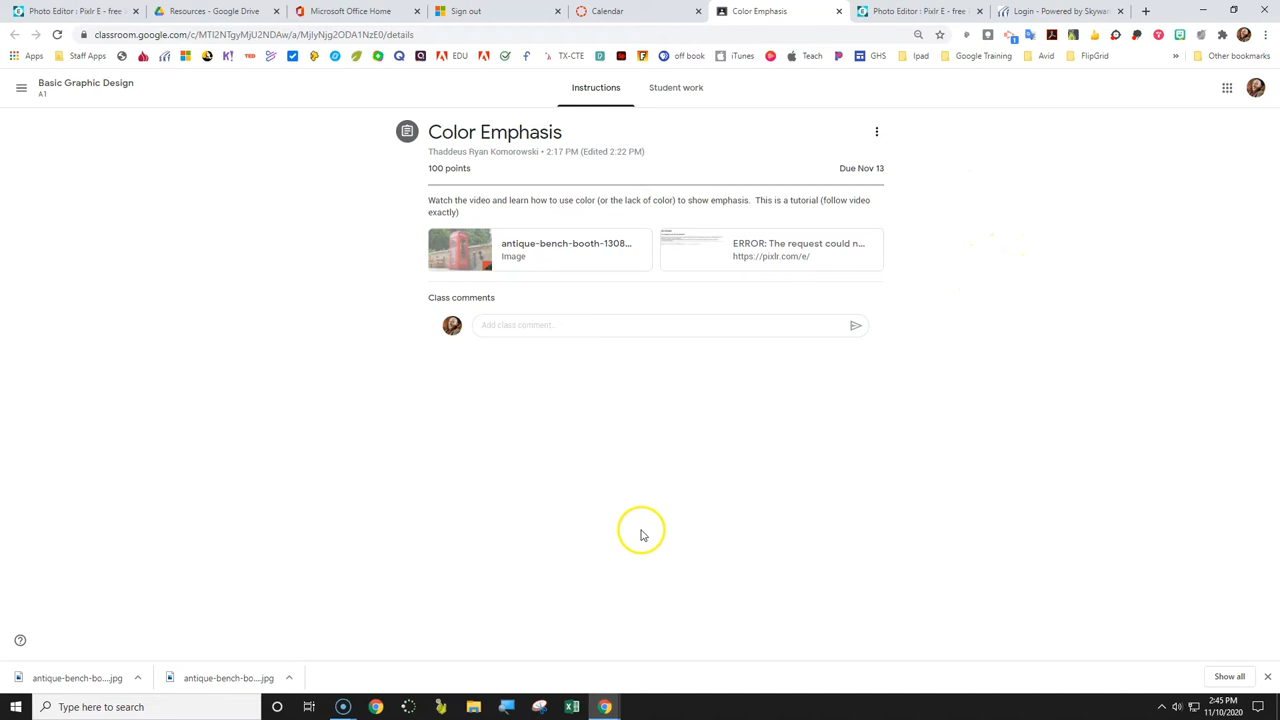 Photo Editor : Pixlr E - free
Resources - Google Drive
Microsoft Office Home
Sign out
Calendar
Color Emphasis
Photo Editor : Pixlr E - free
Login - Powered by Skywar
classroom.google.com/c/MTI2NTgyMjU2NDAw/a/MjIyNjg2ODA1NzE0/details
Apps
Staff Apps
TED
EDU
TX-CTE
off book
iTunes
Teach
GHS
Ipad
Google Training
Avid
FlipGrid
»
Other bookmarks
Basic Graphic Design
A1
Instructions
Student work
Color Emphasis
Thaddeus Ryan Komorowski • 2:17 PM (Edited 2:22 PM)
100 points
Due Nov 13
Watch the video and learn how to use color (or the lack of color) to show emphasis. This is a tutorial (follow video
exactly)
antique-bench-booth-1308...
Image
ERROR: The request could n...
https://pixlr.com/e/
Class comments
Add class comment...
antique-bench-bo....jpg
antique-bench-bo....jpg
Show all
Type here to search
2:45 PM
11/10/2020